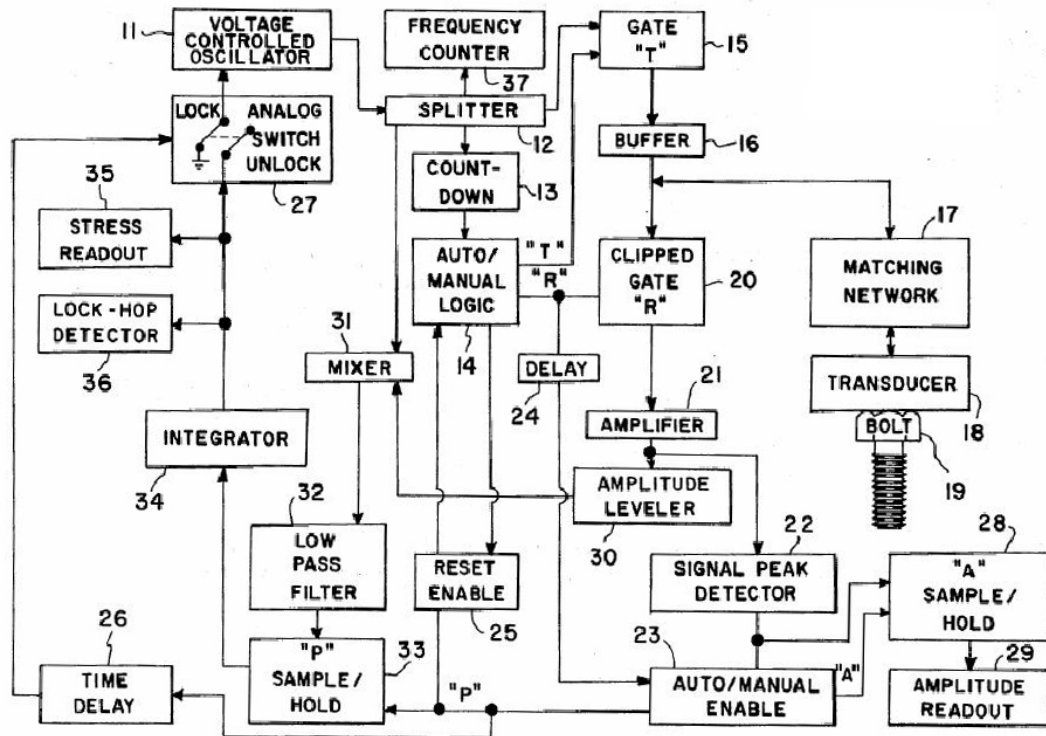 11
VOLTAGE
CONTROLLED
OSCILLATOR
FREQUENCY
COUNTER
37
GATE
"T"
15
SPLITTER
12
LOCK
ANALOG
SWITCH
UNLOCK
27
BUFFER
16
COUNT-
DOWN
13
35
STRESS
READOUT
AUTO/
MANUAL
LOGIC
14
"T"
"R"
CLIPPED
GATE
"R"
20
17
MATCHING
NETWORK
LOCK-HOP
DETECTOR
36
31
MIXER
DELAY
24
21
AMPLIFIER
TRANSDUCER
18
BOLT
19
INTEGRATOR
34
AMPLITUDE
LEVELER
30
32
LOW
PASS
FILTER
RESET
ENABLE
25
22
SIGNAL PEAK
DETECTOR
28
"A"
SAMPLE/
HOLD
26
TIME
DELAY
"P"
SAMPLE/
HOLD
33
"P"
23
AUTO/MANUAL
ENABLE
"A"
29
AMPLITUDE
READOUT